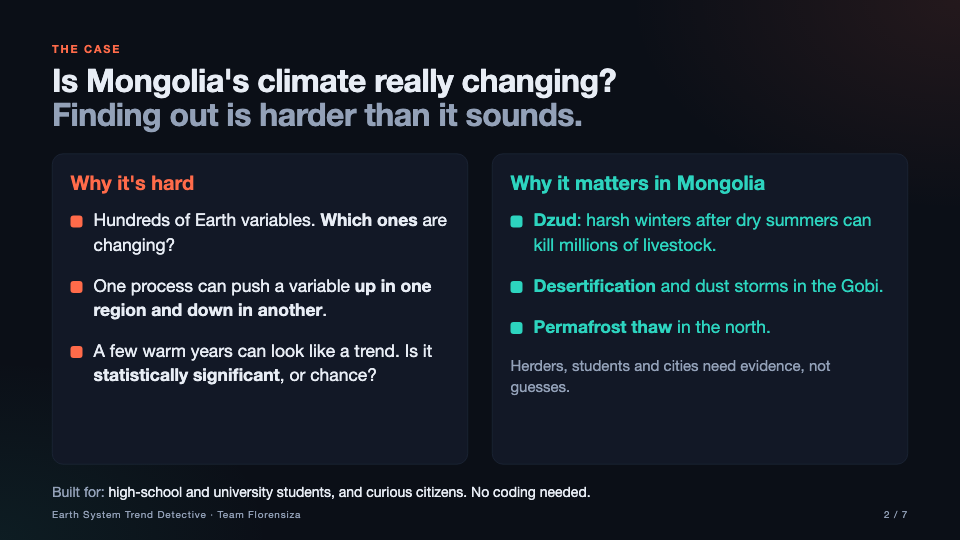 THE CASE
Is Mongolia's climate really changing?
Finding out is harder than it sounds.
Why it's hard
Hundreds of Earth variables. Which ones are
changing?
One process can push a variable up in one
region and down in another.
A few warm years can look like a trend. Is it
statistically significant, or chance?
Why it matters in Mongolia
Dzud: harsh winters after dry summers can
kill millions of livestock.
Desertification and dust storms in the Gobi.
Permafrost thaw in the north.
Herders, students and cities need evidence, not
guesses.
Built for: high-school and university students, and curious citizens. No coding needed.
Earth System Trend Detective · Team Florensiza
2 / 7